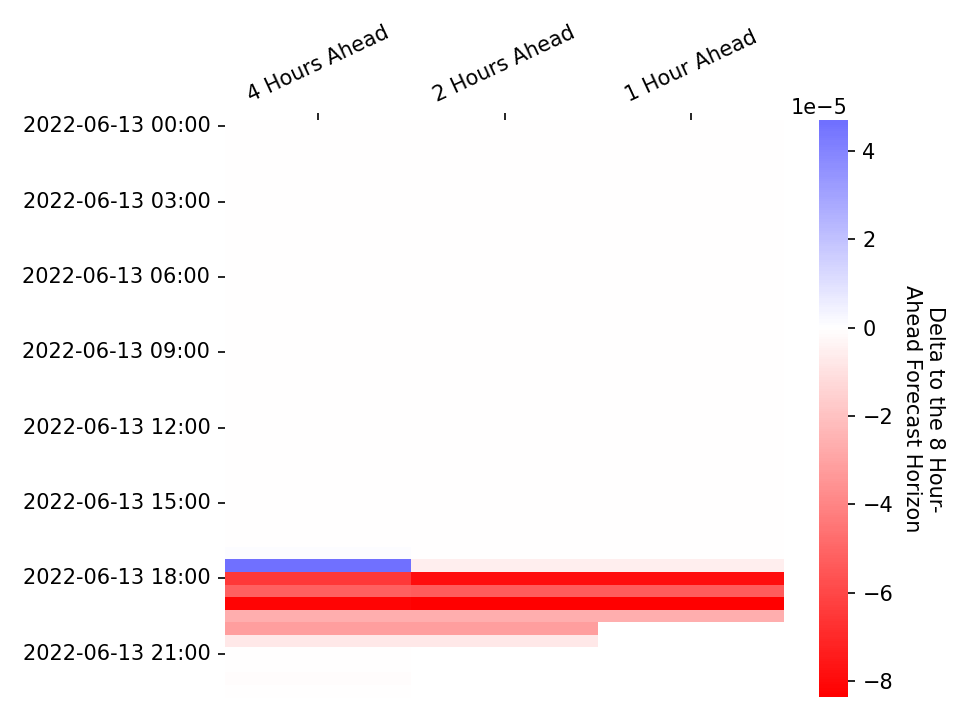 4 Hours Ahead
2 Hours Ahead
1 Hour Ahead
1e−5
2022-06-13 00:00
2022-06-13 03:00
2022-06-13 06:00
2022-06-13 09:00
2022-06-13 12:00
2022-06-13 15:00
2022-06-13 18:00
2022-06-13 21:00
4
2
0
−2
−4
−6
−8
Delta to the 8 Hour-
Ahead Forecast Horizon